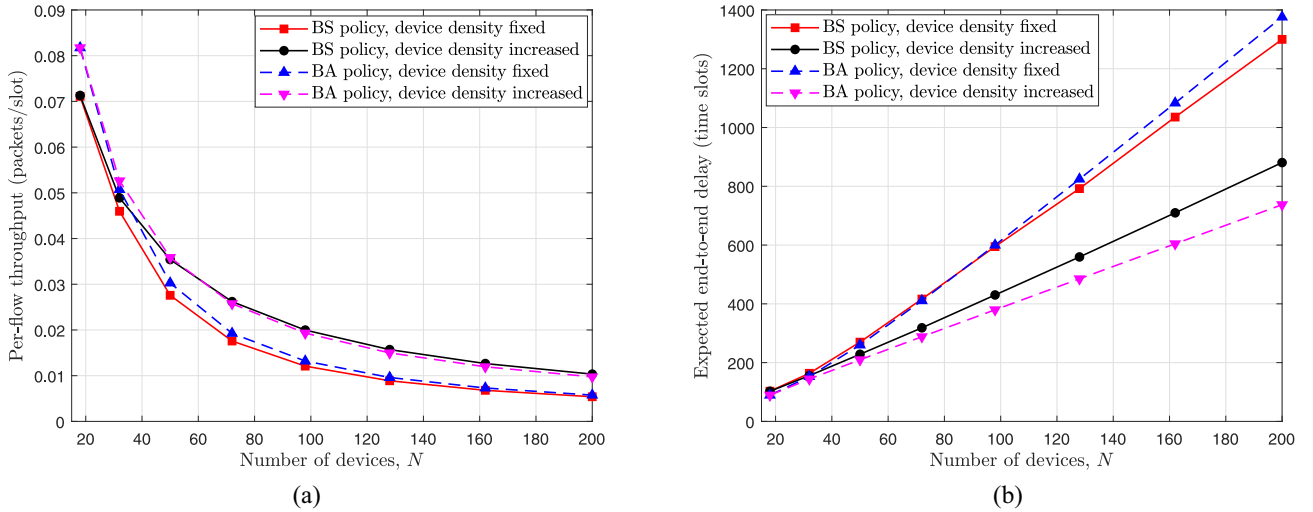 BS policy, device density fixed
BS policy, device density increased
BA policy, device density fixed
BA policy, device density increased
Per-flow throughput (packets/slot)
0.09
0.08
0.07
0.06
0.05
0.04
0.03
0.02
0.01
0
20 40 60 80 100 120 140 160 180 200
Number of devices, N
(a)
BS policy, device density fixed
BS policy, device density increased
BA policy, device density fixed
BA policy, device density increased
Expected end-to-end delay (time slots)
1400
1200
1000
800
600
400
200
0
20 40 60 80 100 120 140 160 180 200
Number of devices, N
(b)